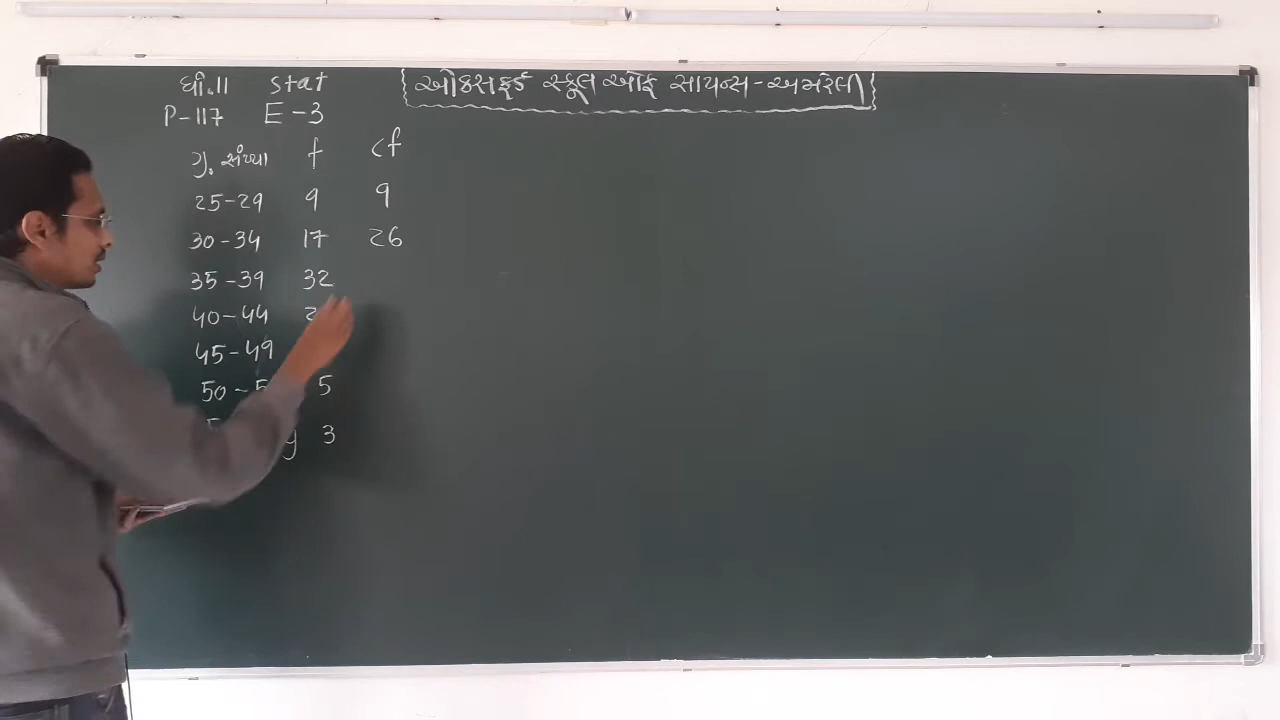 ધો.11 Stat
{ઓક્સફર્ડ સ્કૂલ ઓફ સાયન્સ-અમરેલી}
P-117 E-3
ગુ. સંખ્યા f cf
25-29 9 9
30-34 17 26
35-39 32
40-44
45-49
50- 5
3